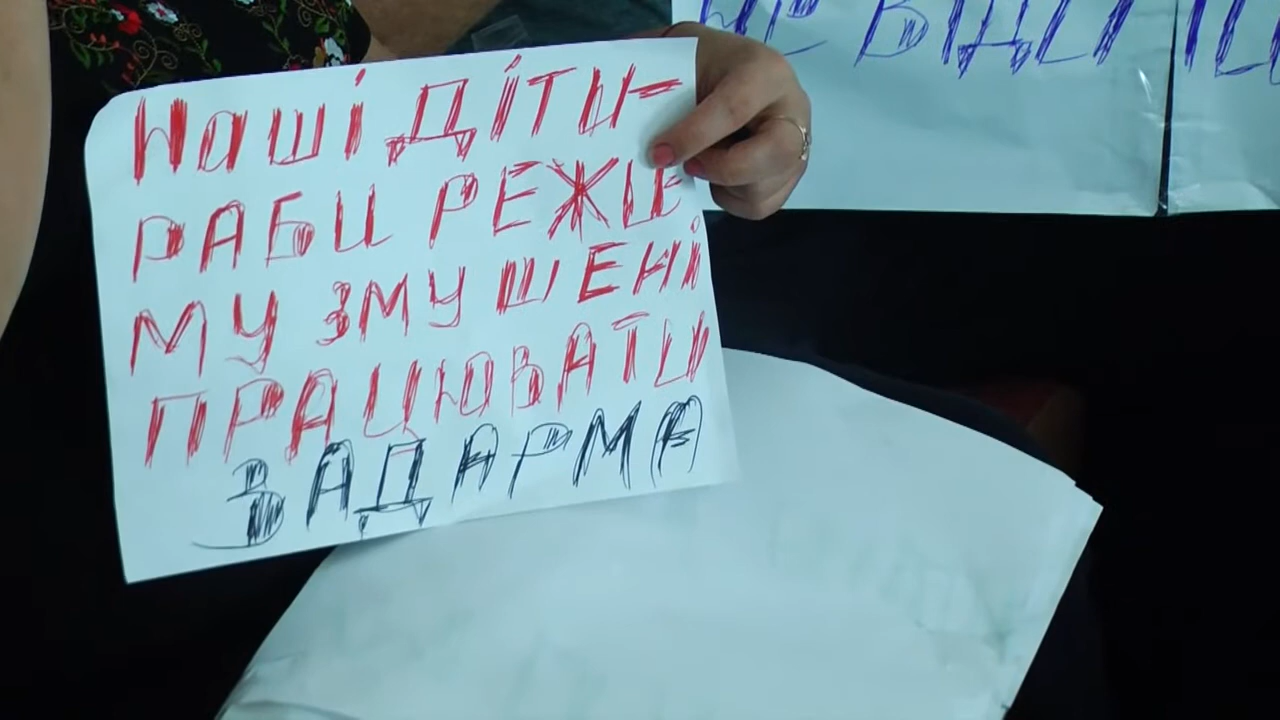 Наші ДІТИ-
РАБИ РЕЖИ
МУ ЗМУШЕНІ
ПРАЦЮВАТИ
ЗАДАРМА